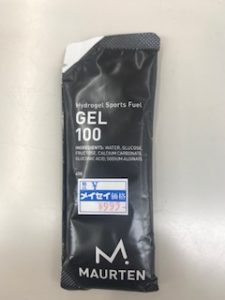 Hydrogel Sports Fuel
GEL
100
INGREDIENTS: WATER, GLUCOSE,
FRUCTOSE, CALCIUM CARBONATE,
GLUCONIC ACID, SODIUM ALGINATE.
40G
メイセイ価格
M.
MAURTEN